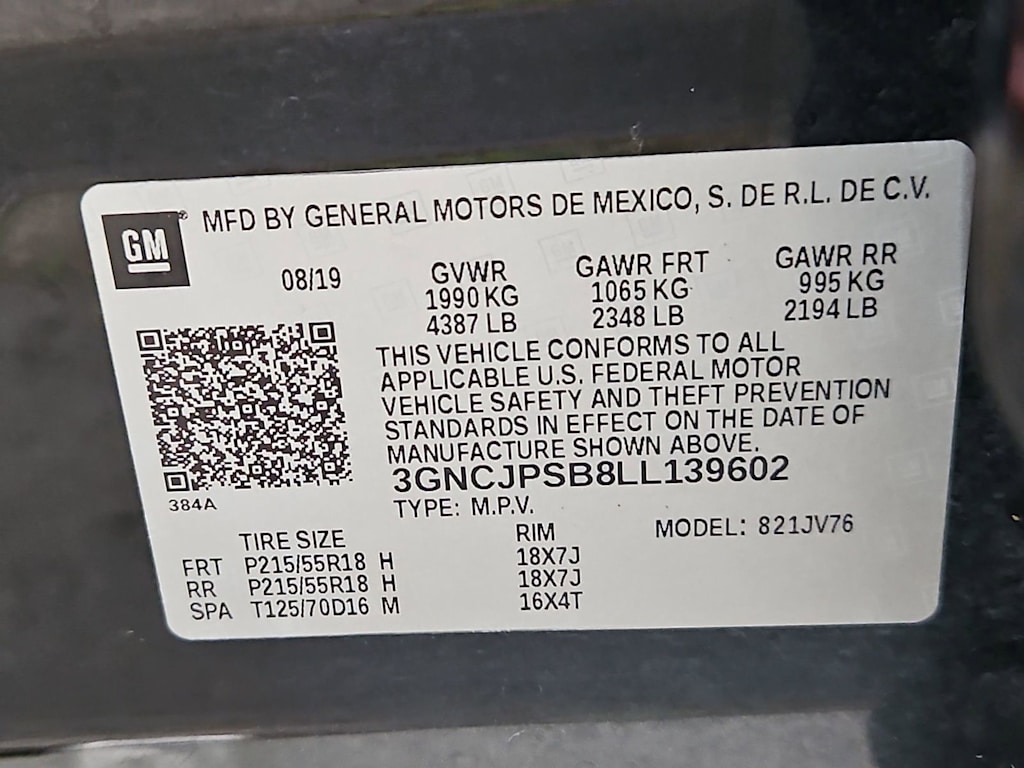 GM
MFD BY GENERAL MOTORS DE MEXICO, S. DE R.L. DE C.V.
08/19
GVWR
1990 KG
4387 LB
GAWR FRT
1065 KG
2348 LB
GAWR RR
995 KG
2194 LB
THIS VEHICLE CONFORMS TO ALL
APPLICABLE U.S. FEDERAL MOTOR
VEHICLE SAFETY AND THEFT PREVENTION
STANDARDS IN EFFECT ON THE DATE OF
MANUFACTURE SHOWN ABOVE.
3GNCJPSB8LL139602
384A
TYPE: M.P.V.
MODEL: 821JV76
TIRE SIZE RIM
FRT P215/55R18 H 18X7J
RR P215/55R18 H 18X7J
SPA T125/70D16 M 16X4T